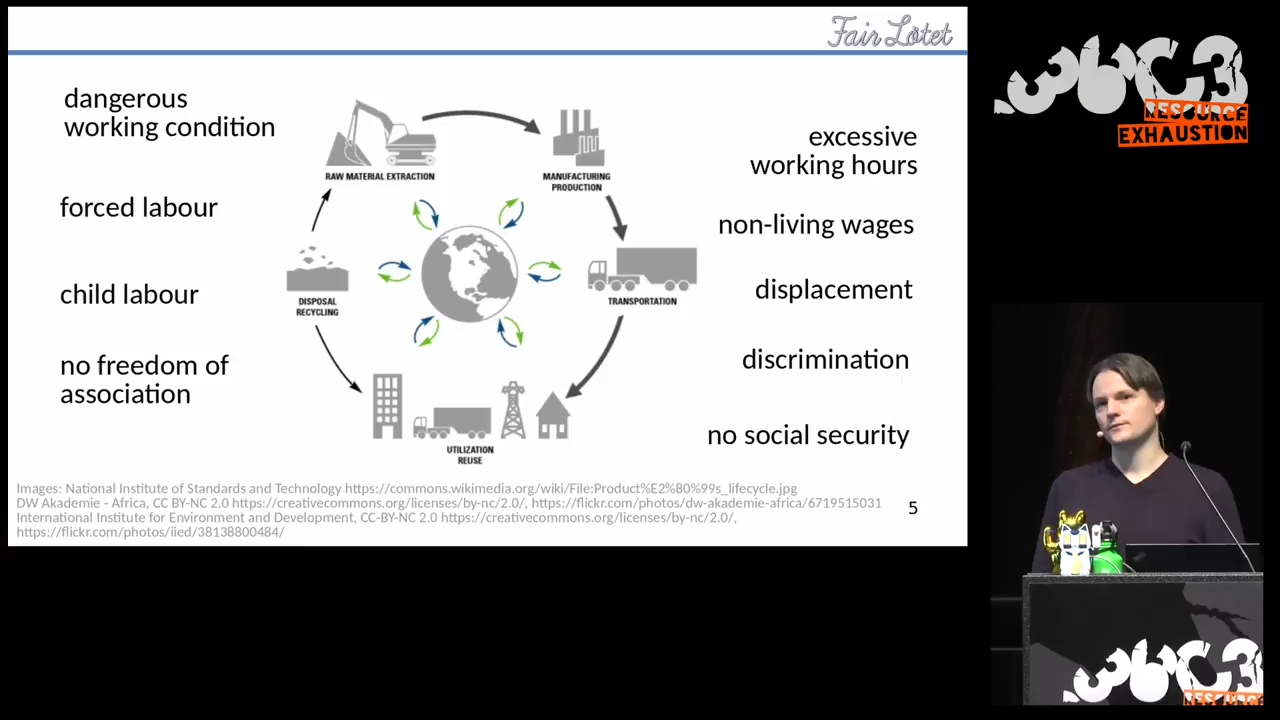 Fair Lötet
dangerous
working condition
forced labour
child labour
no freedom of
association
RAW MATERIAL EXTRACTION
MANUFACTURING
PRODUCTION
TRANSPORTATION
UTILIZATION
REUSE
DISPOSAL
RECYCLING
excessive
working hours
non-living wages
displacement
discrimination
no social security
Images: National Institute of Standards and Technology https://commons.wikimedia.org/wiki/File:Product%E2%80%99s_lifecycle.jpg
DW Akademie - Africa, CC BY-NC 2.0 https://creativecommons.org/licenses/by-nc/2.0/, https://flickr.com/photos/dw-akademie-africa/6719515031
International Institute for Environment and Development, CC-BY-NC 2.0 https://creativecommons.org/licenses/by-nc/2.0/,
https://flickr.com/photos/iied/38138800484/
5
36C3
RESOURCE
EXHAUSTION
36C3
RESOURCE